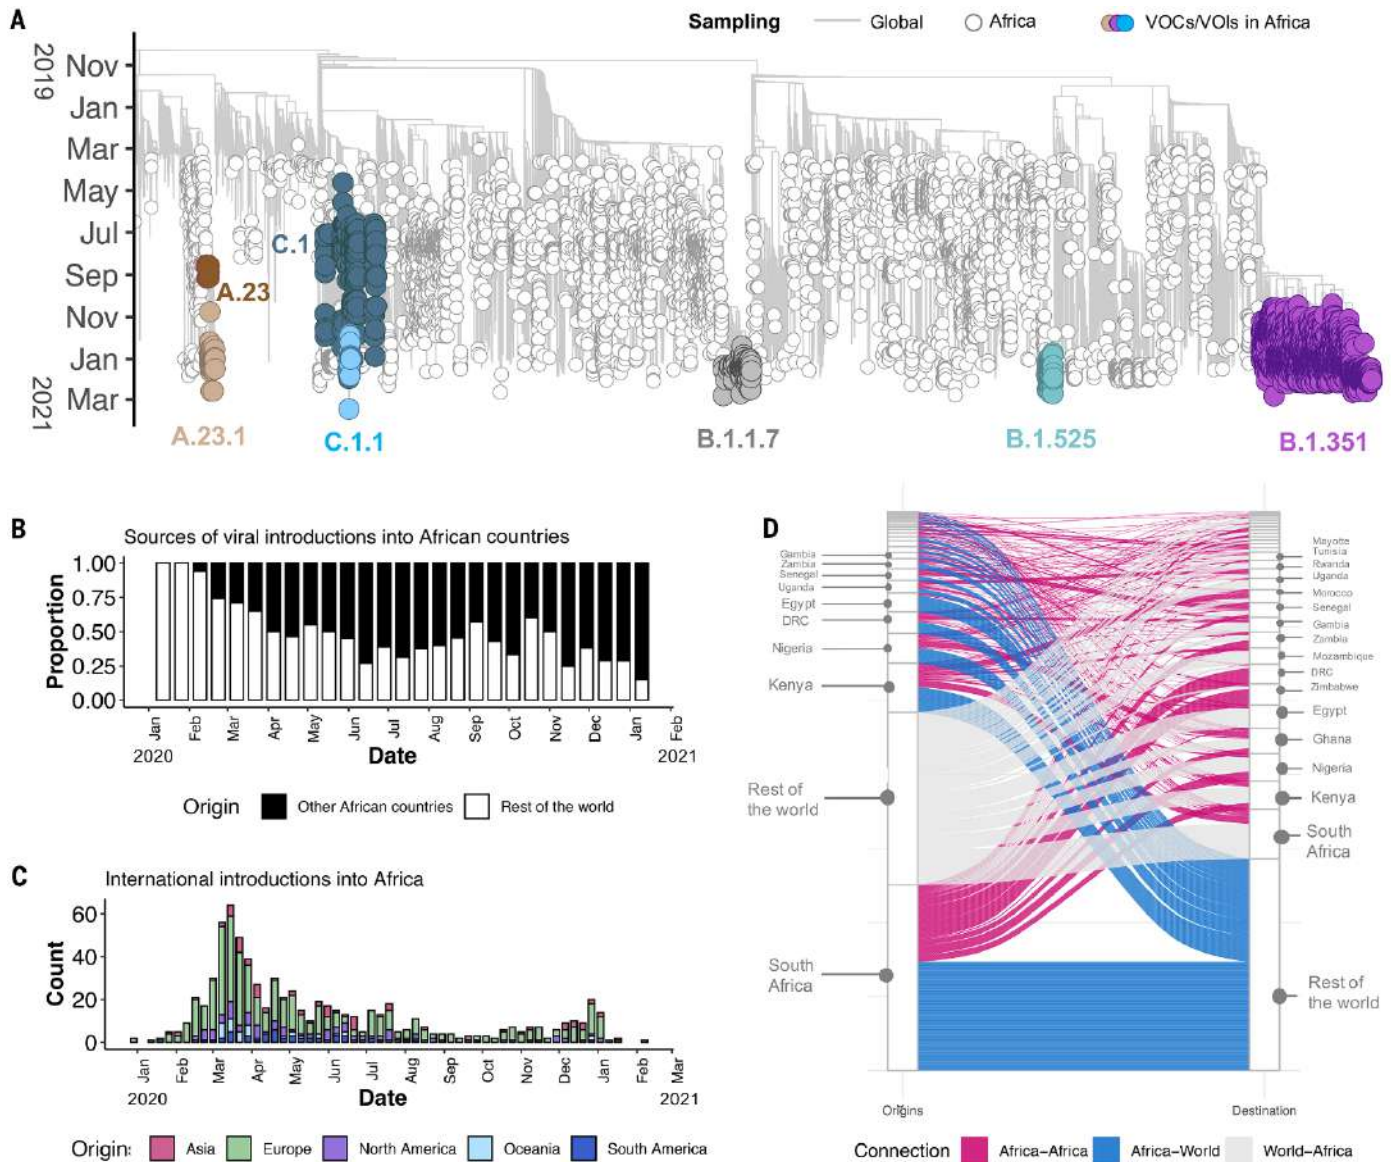 A
Sampling Global Africa VOCs/VOIs in Africa
2019
Nov
Jan
Mar
May
Jul
Sep
Nov
Jan
Mar
2021
C.1
A.23
A.23.1
C.1.1
B.1.1.7
B.1.525
B.1.351
B
Sources of viral introductions into African countries
Proportion
1.00
0.75
0.50
0.25
0.00
Jan Feb Mar Apr May Jun Jul Aug Sep Oct Nov Dec Jan Feb
2020 Date 2021
Origin Other African countries Rest of the world
C
International introductions into Africa
Count
60
40
20
0
Jan Feb Mar Apr May Jun Jul Aug Sep Oct Nov Dec Jan Feb Mar
2020 Date 2021
Origin: Asia Europe North America Oceania South America
D
Gambia
Zambia
Senegal
Uganda
Egypt
DRC
Nigeria
Kenya
Rest of
the world
South
Africa
Mayotte
Tunisia
Rwanda
Uganda
Morocco
Senegal
Gambia
Zambia
Mozambique
DRC
Zimbabwe
Egypt
Ghana
Nigeria
Kenya
South
Africa
Rest of
the world
Origins Destination
Connection Africa–Africa Africa–World World–Africa